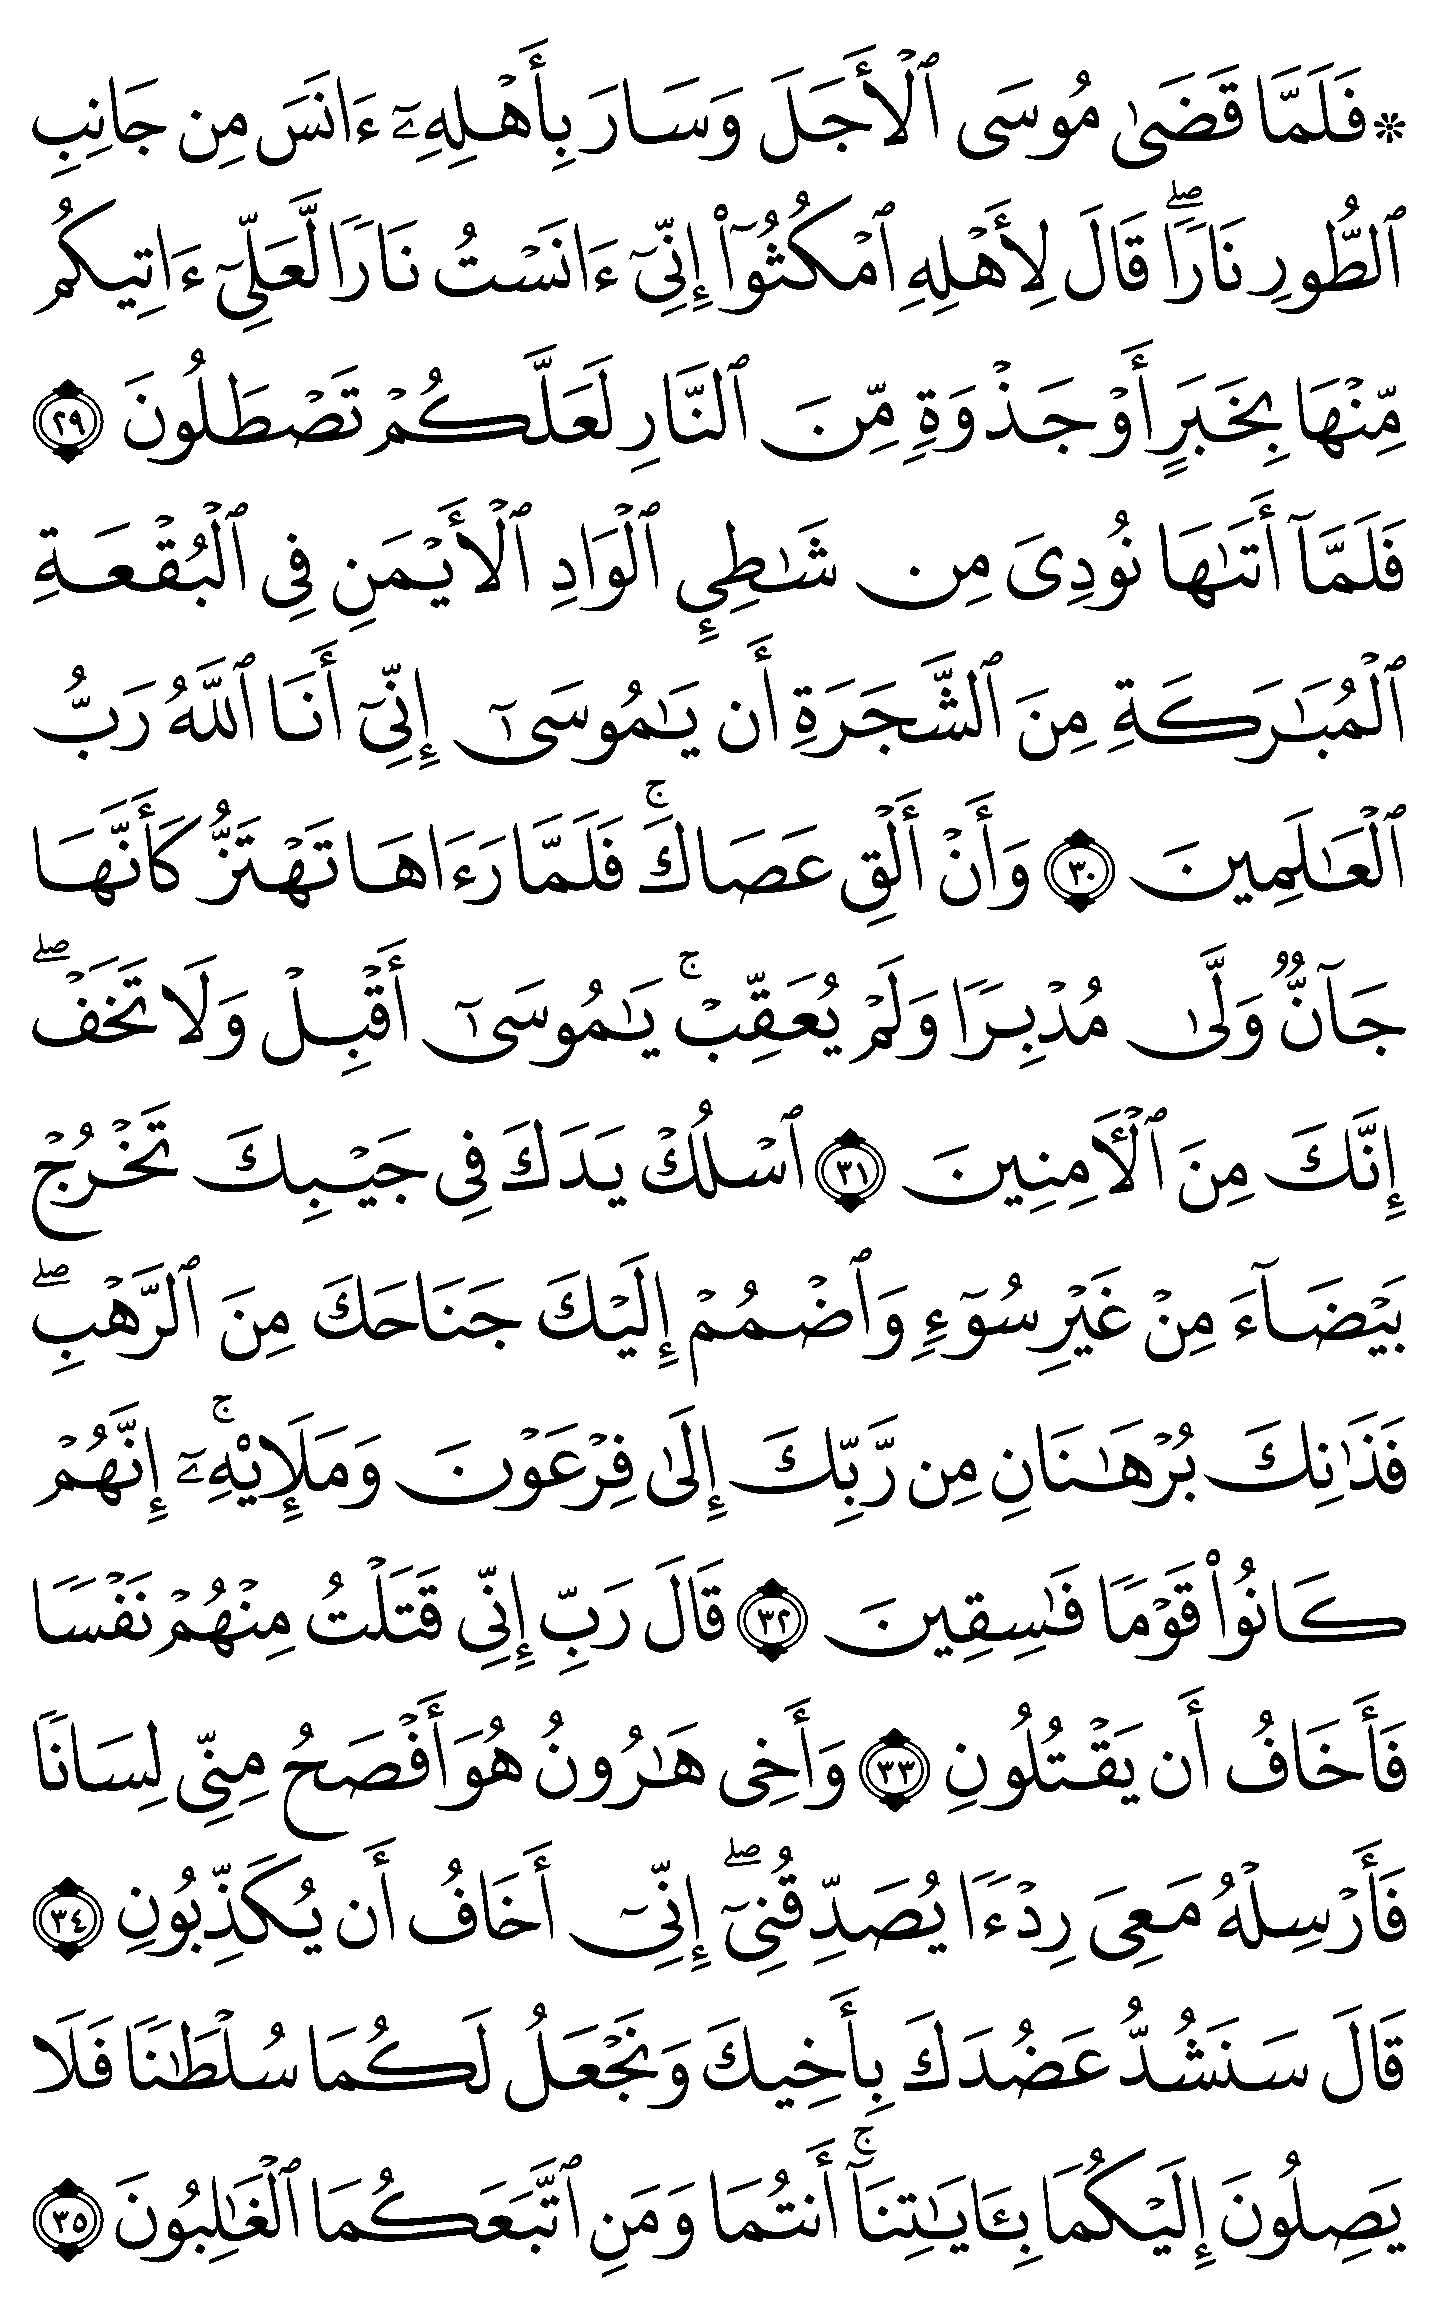 ۞ فَلَمَّا قَضَىٰ مُوسَى ٱلْأَجَلَ وَسَارَ بِأَهْلِهِۦٓ ءَانَسَ مِن جَانِبِ
ٱلطُّورِ نَارًاۖ قَالَ لِأَهْلِهِ ٱمْكُثُوٓا۟ إِنِّىٓ ءَانَسْتُ نَارًا لَّعَلِّىٓ ءَاتِيكُم
مِّنْهَا بِخَبَرٍ أَوْ جَذْوَةٍ مِّنَ ٱلنَّارِ لَعَلَّكُمْ تَصْطَلُونَ ٢٩
فَلَمَّآ أَتَىٰهَا نُودِىَ مِن شَـٰطِئِ ٱلْوَادِ ٱلْأَيْمَنِ فِى ٱلْبُقْعَةِ
ٱلْمُبَـٰرَكَةِ مِنَ ٱلشَّجَرَةِ أَن يَـٰمُوسَىٰٓ إِنِّىٓ أَنَا ٱللَّهُ رَبُّ
ٱلْعَـٰلَمِينَ ٣٠ وَأَنْ أَلْقِ عَصَاكَۚ فَلَمَّا رَءَاهَا تَهْتَزُّ كَأَنَّهَا
جَآنٌّ وَلَّىٰ مُدْبِرًا وَلَمْ يُعَقِّبْۚ يَـٰمُوسَىٰٓ أَقْبِلْ وَلَا تَخَفْۖ
إِنَّكَ مِنَ ٱلْـَٔامِنِينَ ٣١ ٱسْلُكْ يَدَكَ فِى جَيْبِكَ تَخْرُجْ
بَيْضَآءَ مِنْ غَيْرِ سُوٓءٍ وَٱضْمُمْ إِلَيْكَ جَنَاحَكَ مِنَ ٱلرَّهْبِۖ
فَذَٰنِكَ بُرْهَـٰنَانِ مِن رَّبِّكَ إِلَىٰ فِرْعَوْنَ وَمَلَإِي۟هِۦٓۚ إِنَّهُمْ
كَانُوا۟ قَوْمًا فَـٰسِقِينَ ٣٢ قَالَ رَبِّ إِنِّى قَتَلْتُ مِنْهُمْ نَفْسًا
فَأَخَافُ أَن يَقْتُلُونِ ٣٣ وَأَخِى هَـٰرُونُ هُوَ أَفْصَحُ مِنِّى لِسَانًا
فَأَرْسِلْهُ مَعِىَ رِدْءًا يُصَدِّقُنِىٓۖ إِنِّىٓ أَخَافُ أَن يُكَذِّبُونِ ٣٤
قَالَ سَنَشُدُّ عَضُدَكَ بِأَخِيكَ وَنَجْعَلُ لَكُمَا سُلْطَـٰنًا فَلَا
يَصِلُونَ إِلَيْكُمَا بِـَٔايَـٰتِنَآۚ أَنتُمَا وَمَنِ ٱتَّبَعَكُمَا ٱلْغَـٰلِبُونَ ٣٥